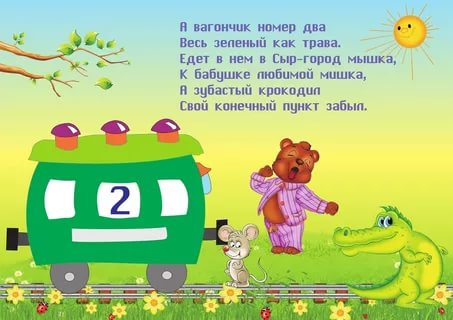 А вагончик номер два
Весь зеленый как трава.
Едет в нем в Сыр-город мышка,
К бабушке любимой мишка,
А зубастый крокодил
Свой конечный пункт забыл.
2